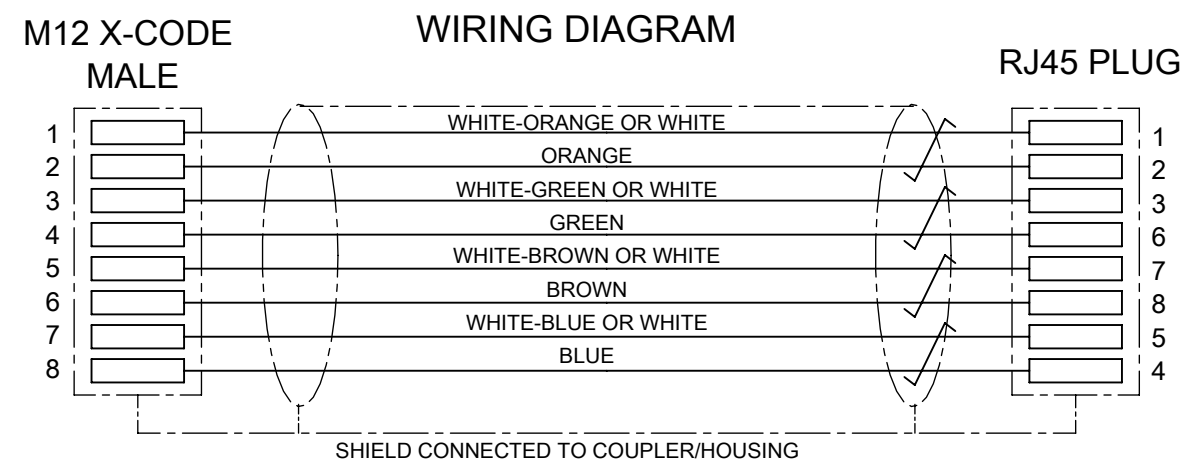 M12 X-CODE
MALE
WIRING DIAGRAM
RJ45 PLUG
1 WHITE-ORANGE OR WHITE 1
2 ORANGE 2
3 WHITE-GREEN OR WHITE 3
4 GREEN 6
5 WHITE-BROWN OR WHITE 7
6 BROWN 8
7 WHITE-BLUE OR WHITE 5
8 BLUE 4
SHIELD CONNECTED TO COUPLER/HOUSING